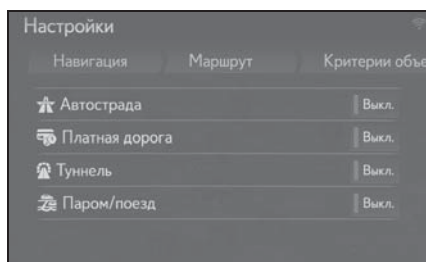 Настройки
Навигация Маршрут Критерии объе
Автострада Выкл.
Платная дорога Выкл.
Туннель Выкл.
Паром/поезд Выкл.